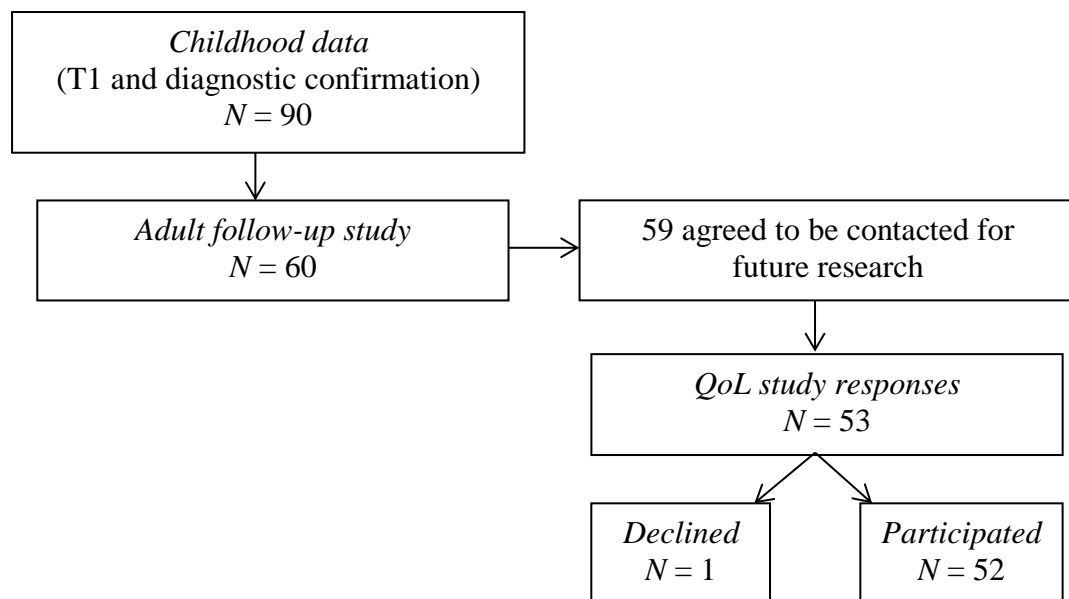 Childhood data
(T1 and diagnostic confirmation)
N = 90
Adult follow-up study
N = 60
59 agreed to be contacted for
future research
QoL study responses
N = 53
Declined
N = 1
Participated
N = 52